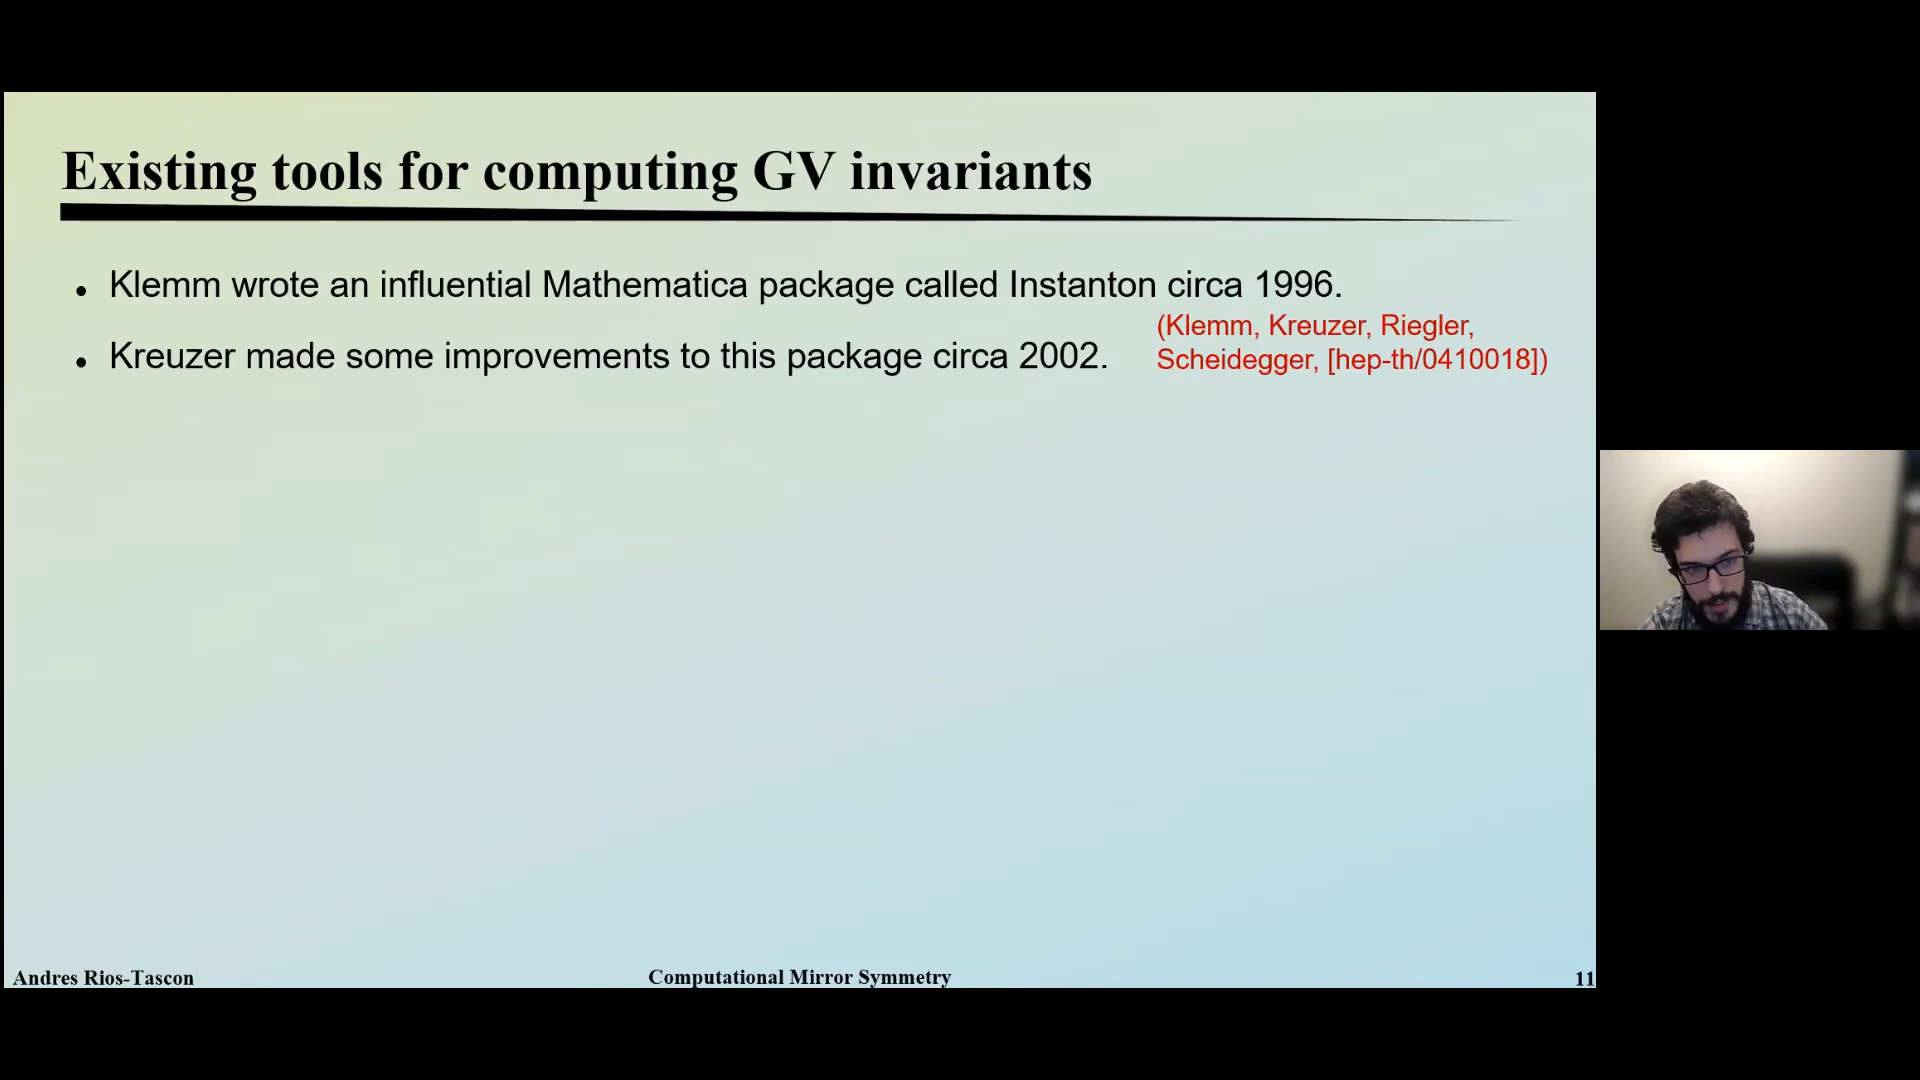 Existing tools for computing GV invariants
• Klemm wrote an influential Mathematica package called Instanton circa 1996.
• Kreuzer made some improvements to this package circa 2002.
(Klemm, Kreuzer, Riegler,
Scheidegger, [hep-th/0410018])
Andres Rios-Tascon
Computational Mirror Symmetry
11